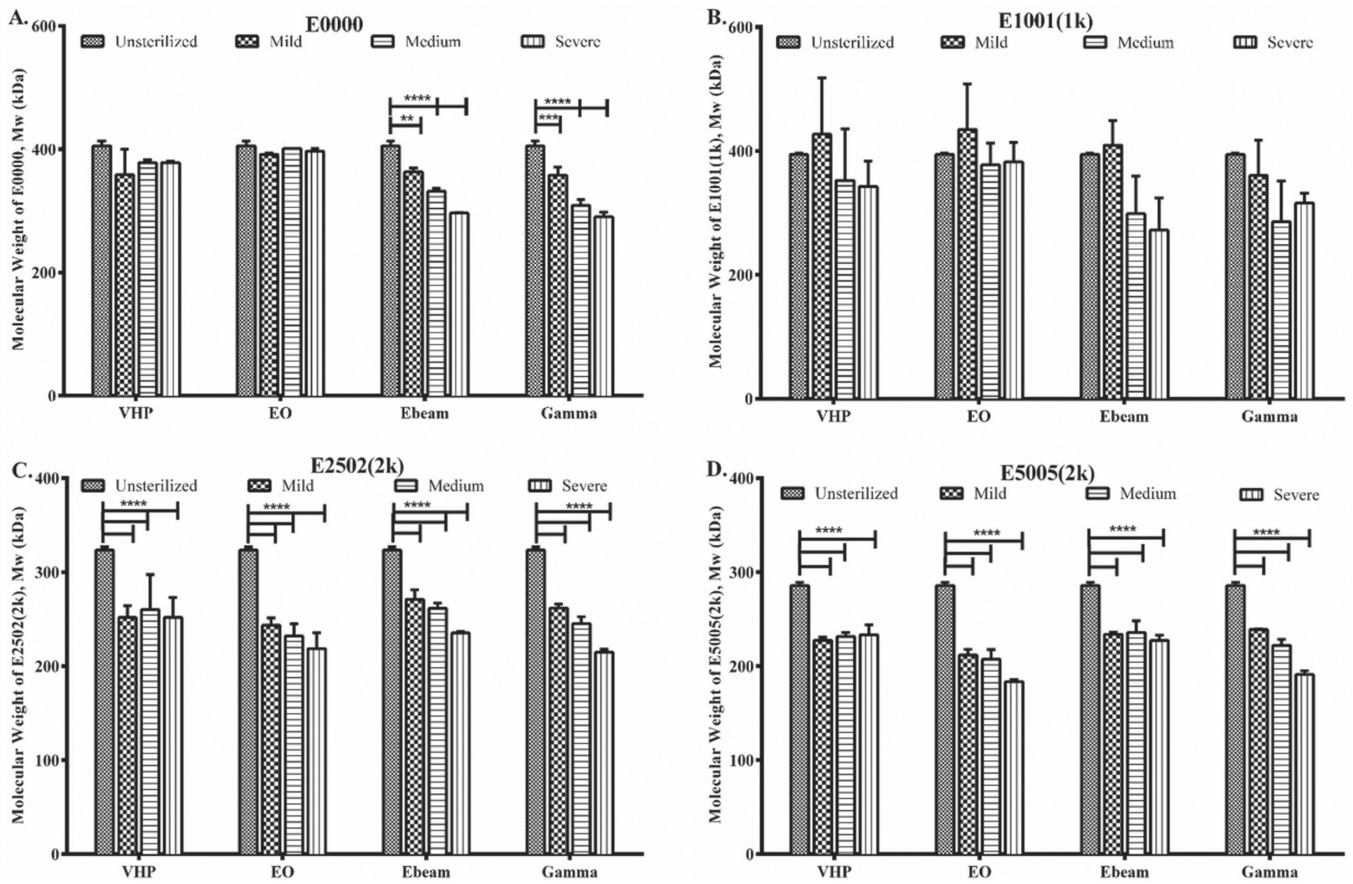 A.
E0000
Unsterilized Mild Medium Severe
Molecular Weight of E0000, Mw (kDa)
600
400
200
0
****
**
****
***
VHP EO Ebeam Gamma
B.
E1001(1k)
Unsterilized Mild Medium Severe
Molecular Weight of E1001(1k), Mw (kDa)
600
400
200
0
VHP EO Ebeam Gamma
C.
E2502(2k)
Unsterilized Mild Medium Severe
Molecular Weight of E2502(2k), Mw (kDa)
400
300
200
100
0
**** **** **** ****
VHP EO Ebeam Gamma
D.
E5005(2k)
Unsterilized Mild Medium Severe
Molecular Weight of E5005(2k), Mw (kDa)
400
300
200
100
0
**** **** **** ****
VHP EO Ebeam Gamma